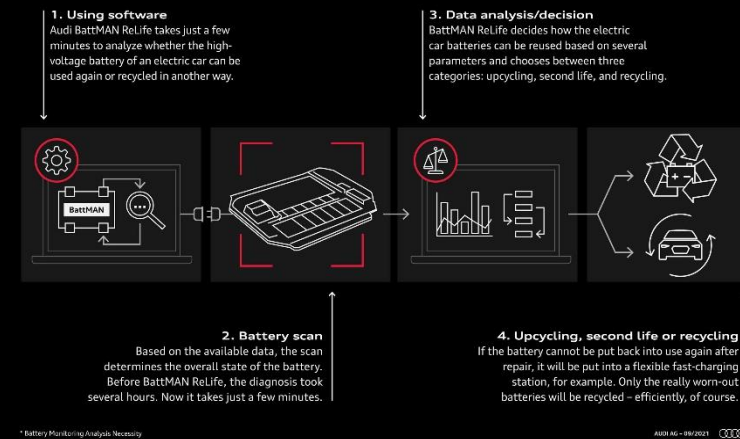 1. Using software
Audi BattMAN ReLife takes just a few
minutes to analyze whether the high-
voltage battery of an electric car can be
used again or recycled in another way.
3. Data analysis/decision
BattMAN ReLife decides how the electric
car batteries can be reused based on several
parameters and chooses between three
categories: upcycling, second life, and recycling.
BattMAN
2. Battery scan
Based on the available data, the scan
determines the overall state of the battery.
Before BattMAN ReLife, the diagnosis took
several hours. Now it takes just a few minutes.
4. Upcycling, second life or recycling
If the battery cannot be put back into use again after
repair, it will be put into a flexible fast-charging
station, for example. Only the really worn-out
batteries will be recycled – efficiently, of course.
* Battery Monitoring Analysis Necessity
AUDI AG – 09/2021